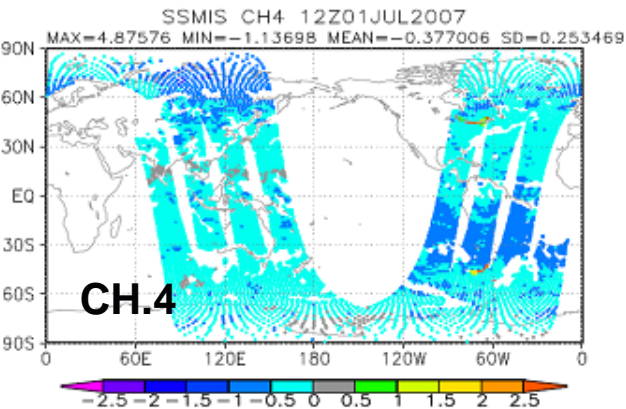 SSMIS CH4 12Z01JUL2007
MAX=4.87576 MIN=−1.13698 MEAN=−0.377006 SD=0.253469
90N
60N
30N
EQ
30S
60S
90S
CH.4
0 60E 120E 180 120W 60W 0
−2.5 −2 −1.5 −1 −0.5 0 0.5 1 1.5 2 2.5